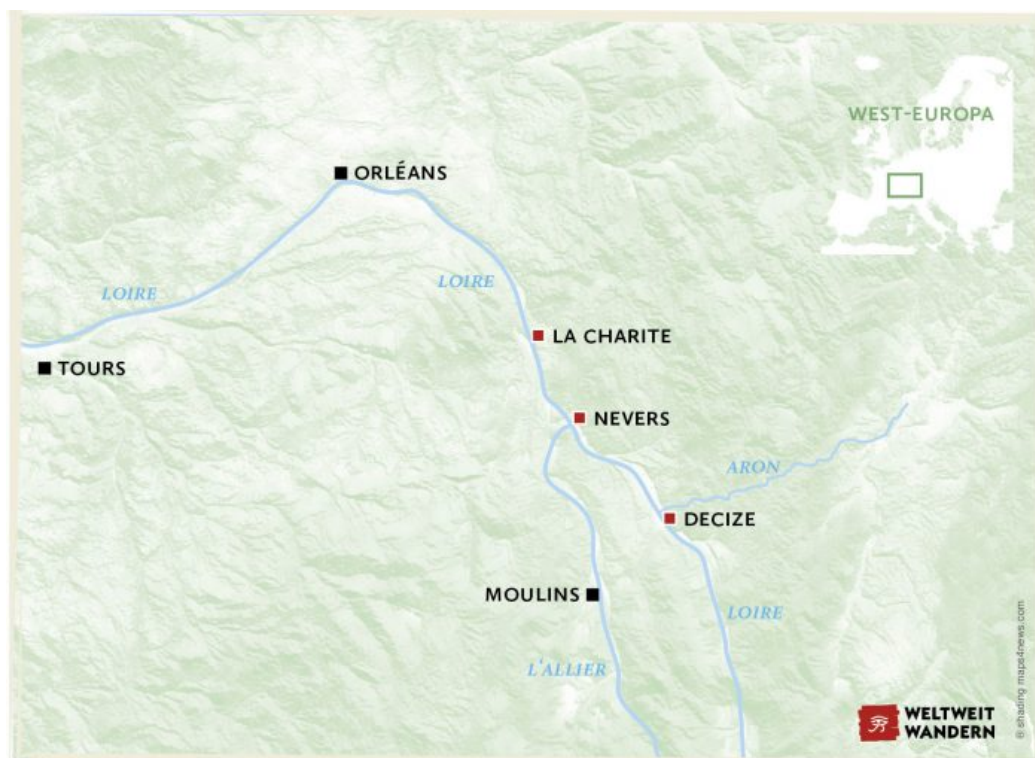 WEST-EUROPA
ORLÉANS
LOIRE
LOIRE
LA CHARITE
TOURS
NEVERS
ARON
DECIZE
MOULINS
LOIRE
L'ALLIER
WELTWEIT
WANDERN
© shading maps4news.com